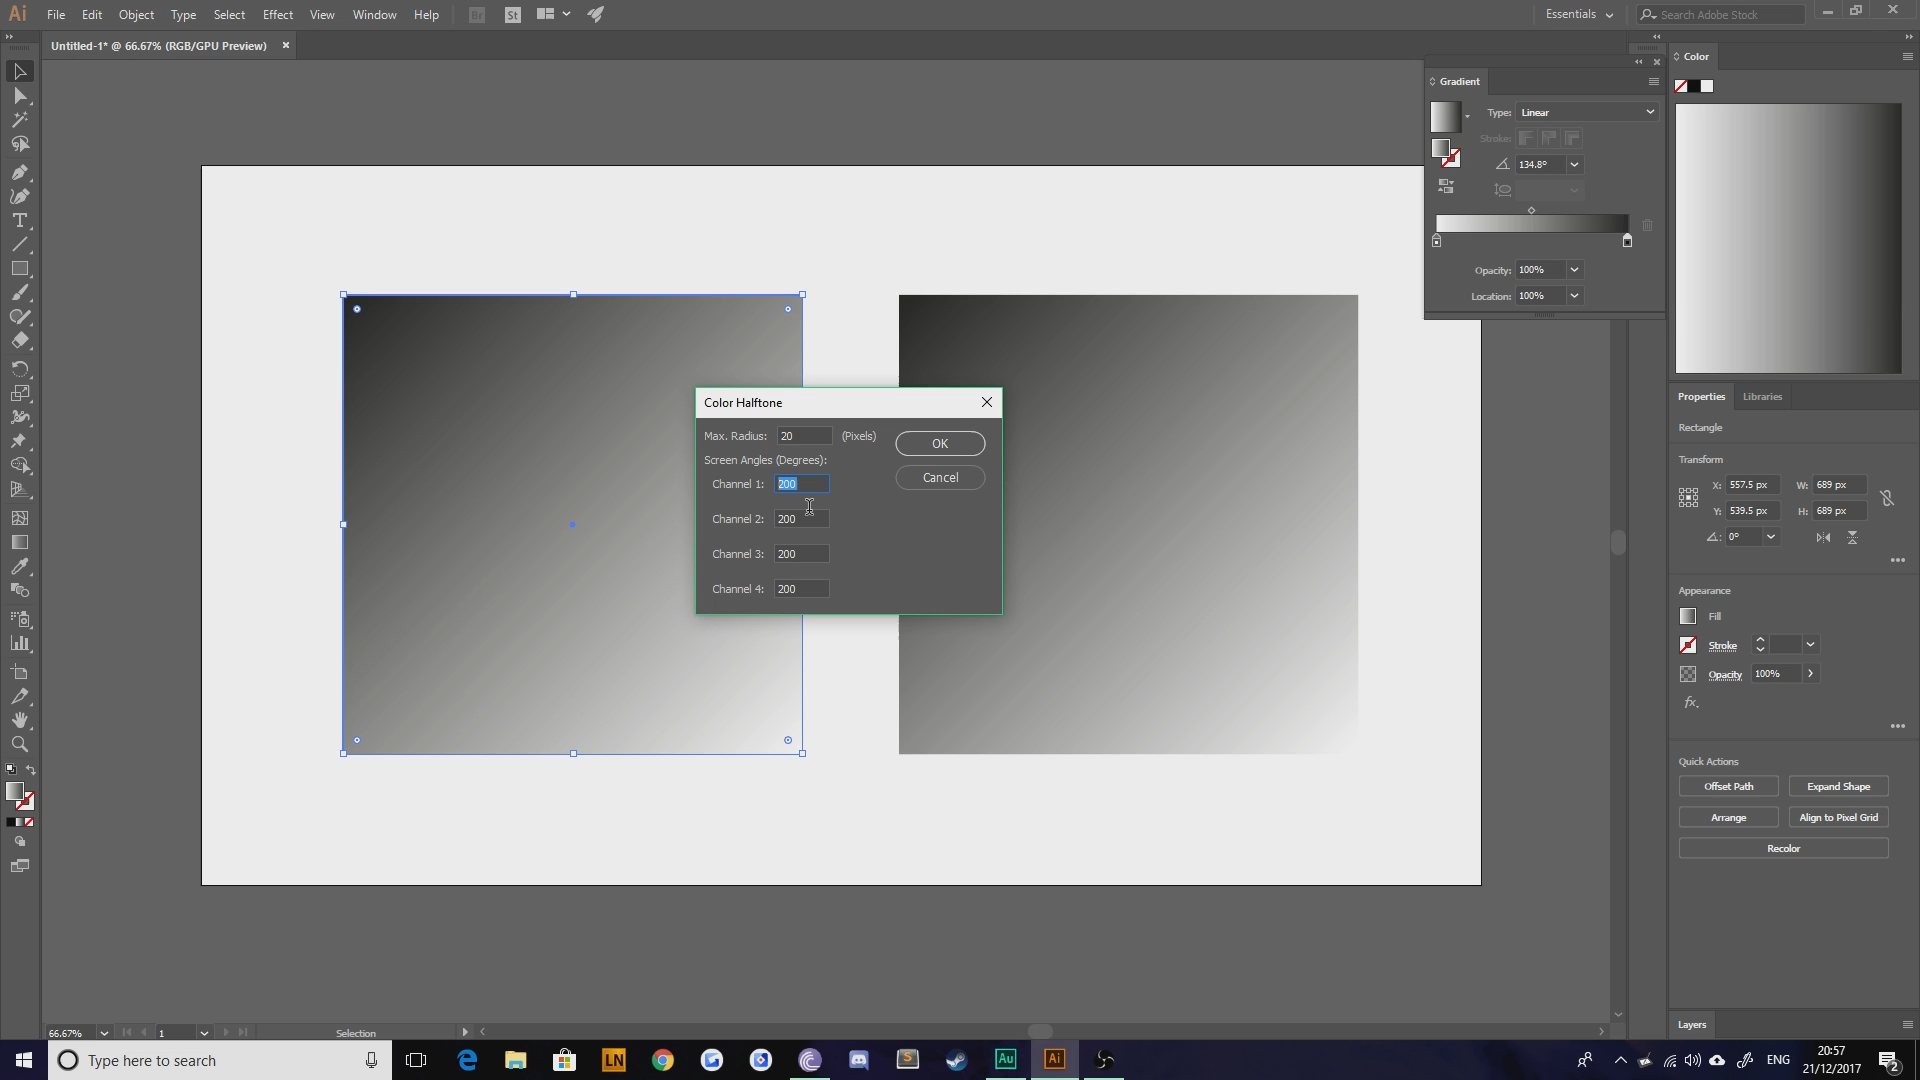 Ai File Edit Object Type Select Effect View Window Help Br St Essentials Search Adobe Stock
Untitled-1* @ 66.67% (RGB/GPU Preview)
Gradient
Type: Linear
Stroke:
134.8°
Opacity: 100%
Location: 100%
Color
Color Halftone
Max. Radius: 20 (Pixels) OK
Screen Angles (Degrees):
Channel 1: 200 Cancel
Channel 2: 200
Channel 3: 200
Channel 4: 200
Properties Libraries
Rectangle
Transform
X: 557.5 px W: 689 px
Y: 539.5 px H: 689 px
0°
Appearance
Fill
Stroke
Opacity 100%
fx.
Quick Actions
Offset Path Expand Shape
Arrange Align to Pixel Grid
Recolor
Layers
66.67% 1 Selection
Type here to search LN S Au Ai ENG 20:57
21/12/2017 2